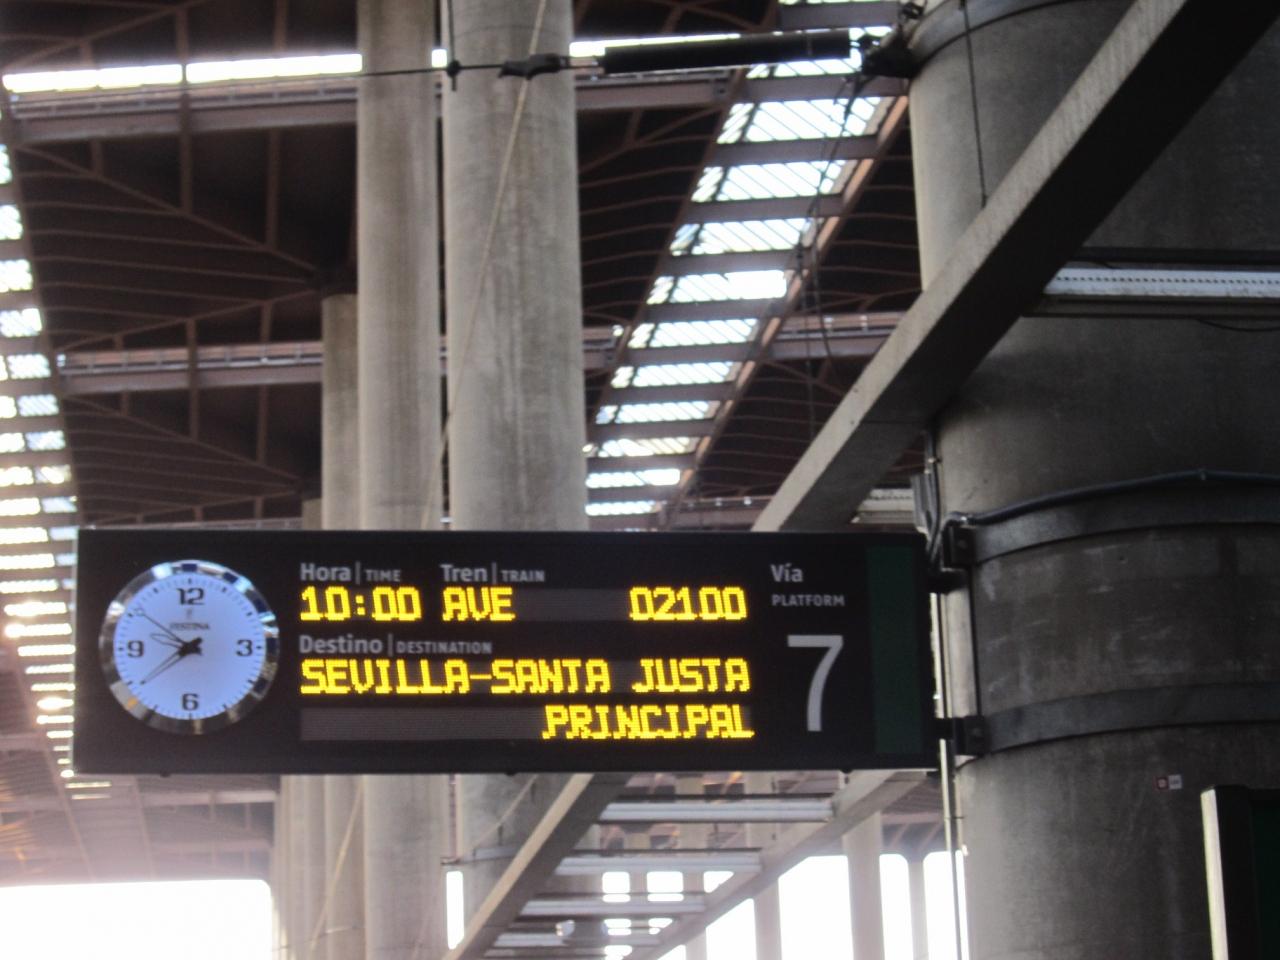 Hora | TIME Tren | TRAIN Vía
10:00 AVE 02100 PLATFORM
Destino | DESTINATION
SEVILLA-SANTA JUSTA 7
PRINCIPAL
12
FESTINA
9 3
6